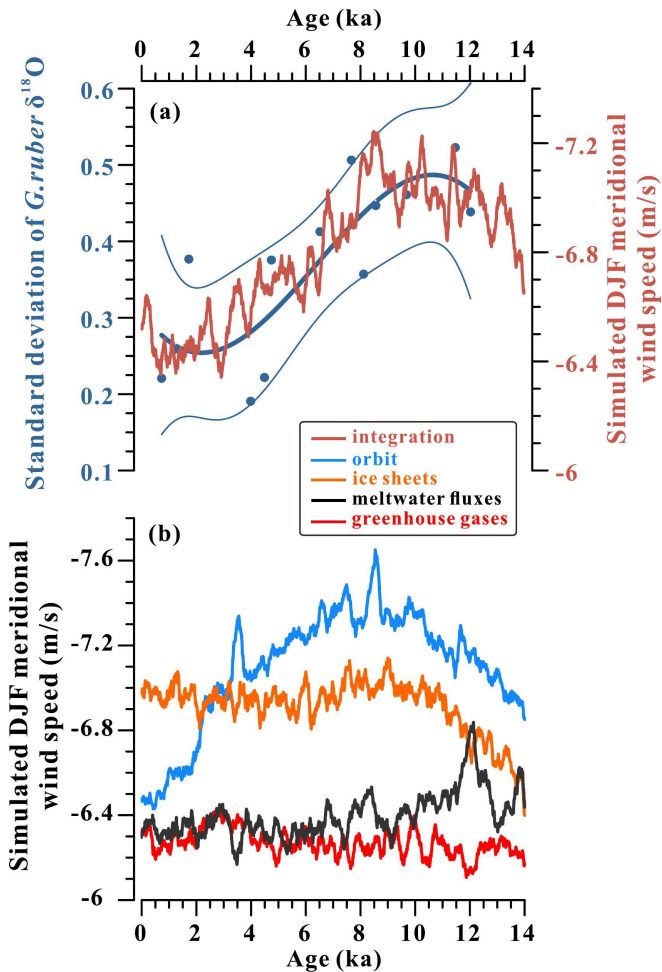 Age (ka)
0 2 4 6 8 10 12 14
Standard deviation of G.ruber δ¹⁸O
0.6
0.5
0.4
0.3
0.2
0.1
(a)
-7.2
-6.8
-6.4
-6
Simulated DJF meridional
wind speed (m/s)
integration
orbit
ice sheets
meltwater fluxes
greenhouse gases
(b)
Simulated DJF meridional
wind speed (m/s)
-7.6
-7.2
-6.8
-6.4
-6
0 2 4 6 8 10 12 14
Age (ka)